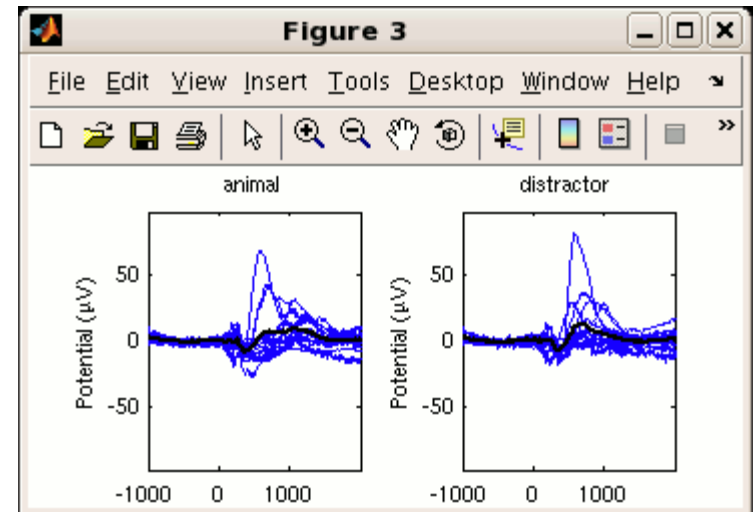 Figure 3
File Edit View Insert Tools Desktop Window Help
animal distractor
Potential (µV)
50
0
-50
-1000 0 1000
Potential (µV)
50
0
-50
-1000 0 1000